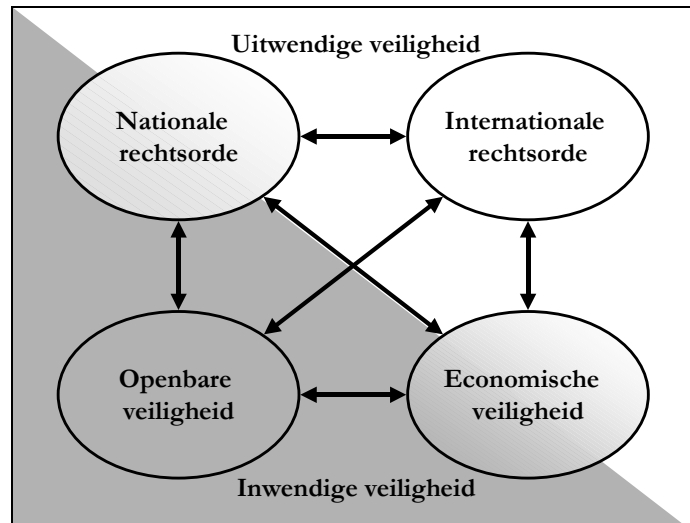 Uitwendige veiligheid
Nationale
rechtsorde
Internationale
rechtsorde
Openbare
veiligheid
Economische
veiligheid
Inwendige veiligheid